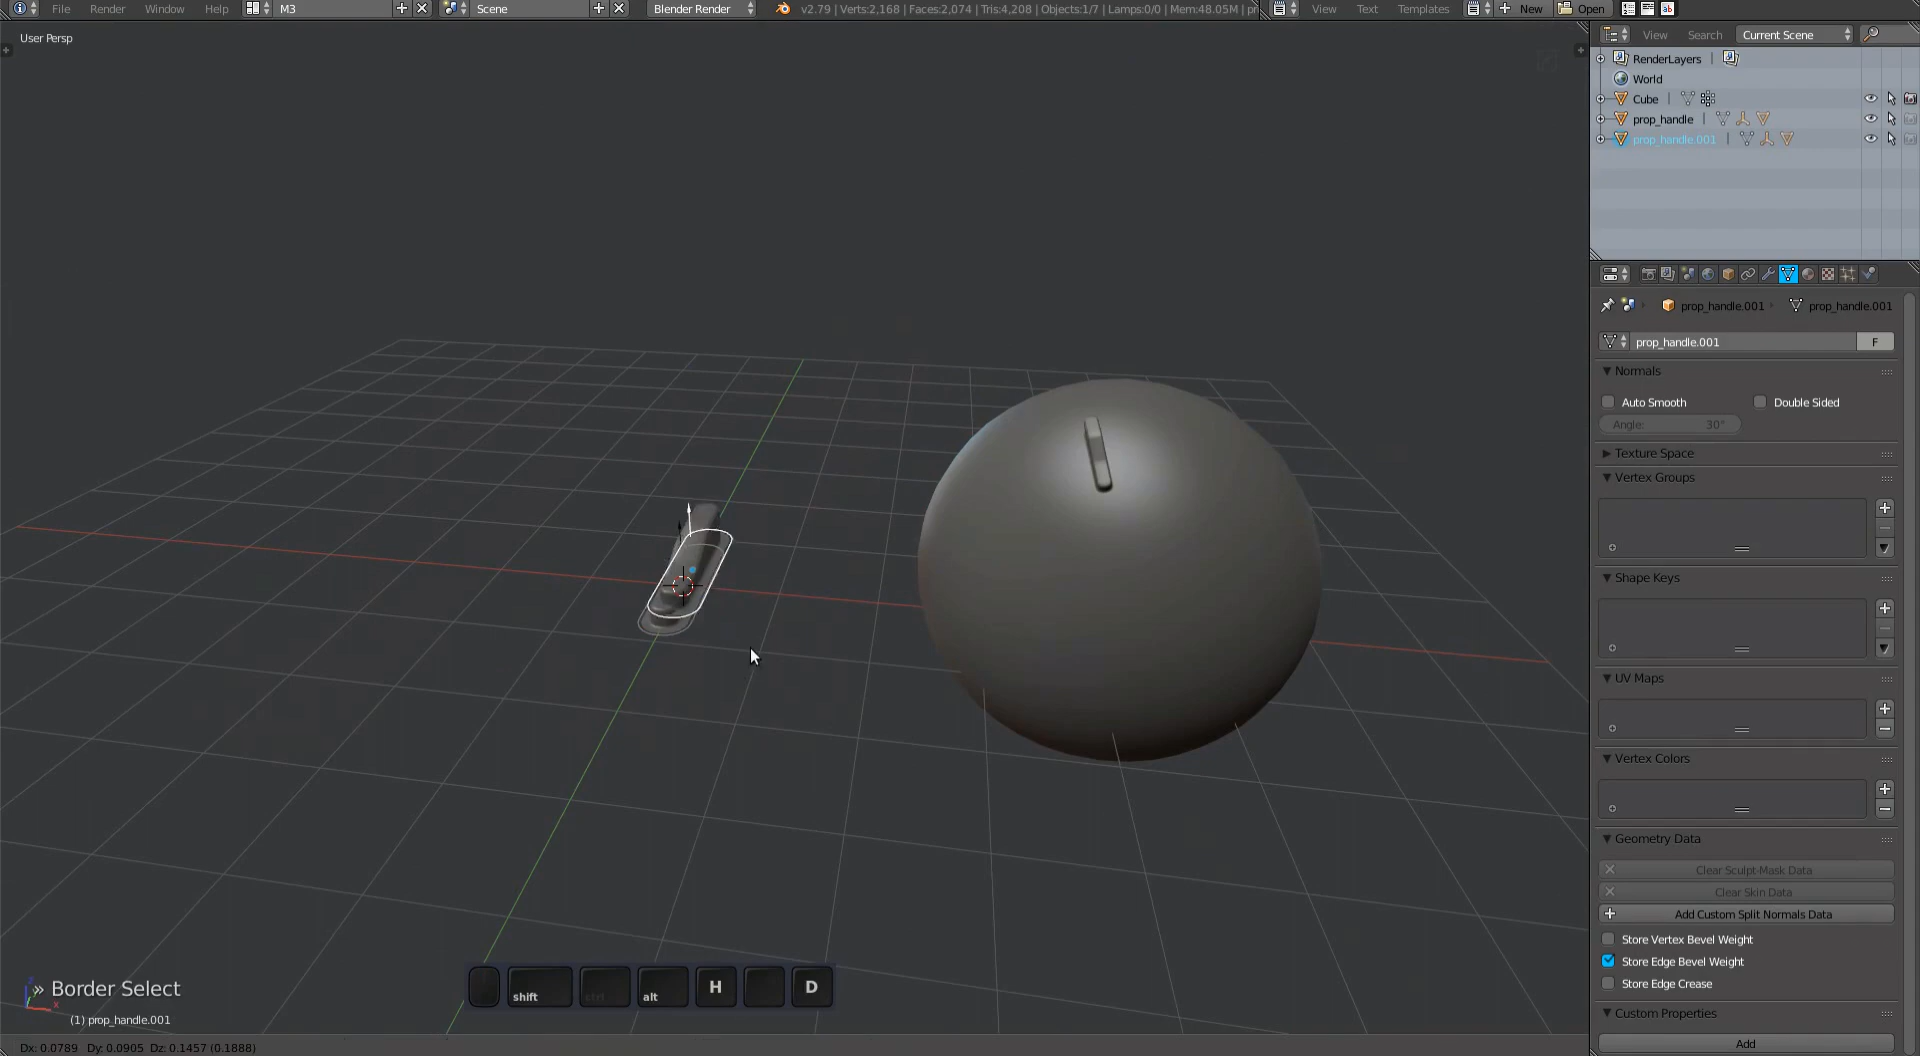 File Render Window Help M3 Scene Blender Render v2.79 | Verts:2,168 | Faces:2,074 | Tris:4,208 | Objects:1/7 | Lamps:0/0 | Mem:48.05M | View Text Templates New Open
User Persp
View Search Current Scene
RenderLayers
World
Cube
prop_handle
prop_handle.001
prop_handle.001 prop_handle.001
prop_handle.001 F
Normals
Auto Smooth Double Sided
Angle: 30°
Texture Space
Vertex Groups
Shape Keys
UV Maps
Vertex Colors
Geometry Data
Clear Sculpt-Mask Data
Clear Skin Data
Add Custom Split Normals Data
Store Vertex Bevel Weight
Store Edge Bevel Weight
Store Edge Crease
Custom Properties
Add
» Border Select
shift ctrl alt H D
(1) prop_handle.001
Dx: 0.0789 Dy: 0.0905 Dz: 0.1457 (0.1888)